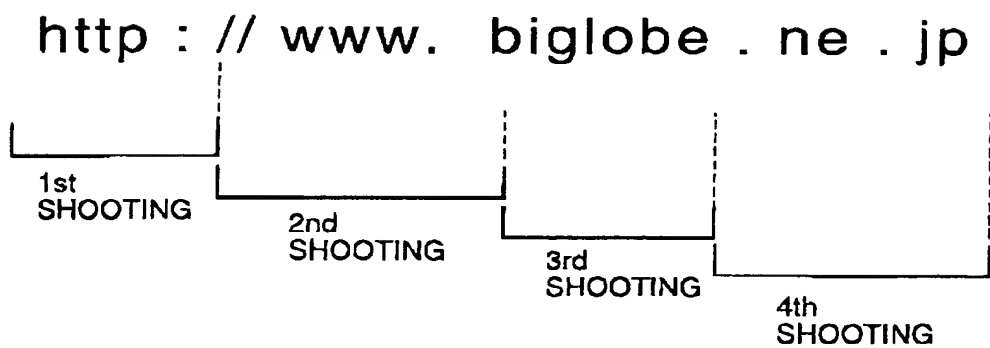 http : // www. biglobe . ne . jp
1st
SHOOTING
2nd
SHOOTING
3rd
SHOOTING
4th
SHOOTING